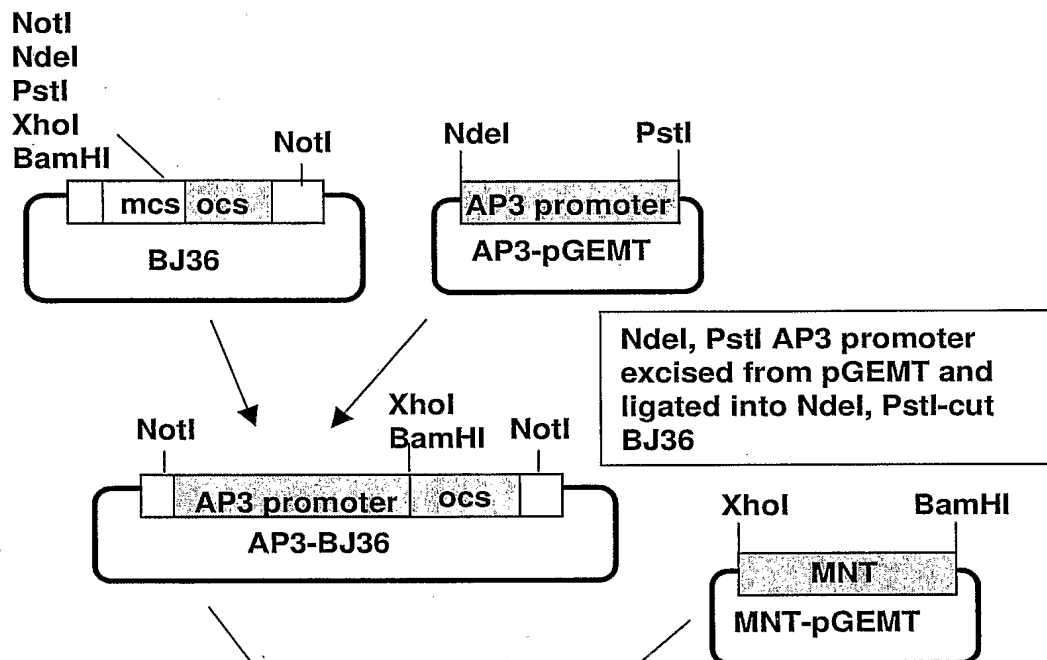 NotI
NdeI
PstI
XhoI
BamHI
NotI
mcs ocs
BJ36
NdeI PstI
AP3 promoter
AP3-pGEMT
NdeI, PstI AP3 promoter
excised from pGEMT and
ligated into NdeI, PstI-cut
BJ36
NotI
XhoI
BamHI
NotI
AP3 promoter ocs
AP3-BJ36
XhoI BamHI
MNT
MNT-pGEMT